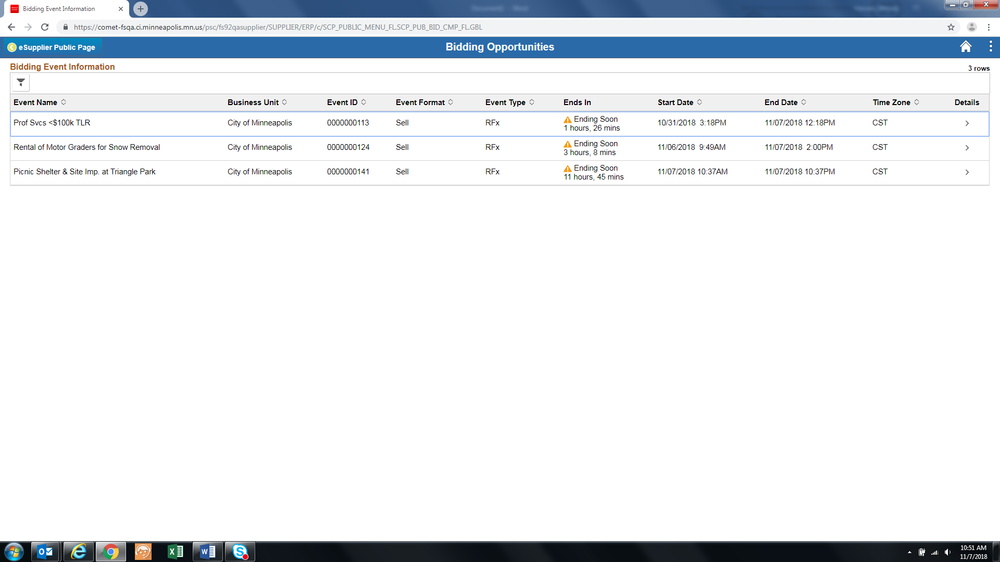 Bidding Event Information
https://comet-fsqa.ci.minneapolis.mn.us/psc/fs92qasupplier/SUPPLIER/ERP/c/SCP_PUBLIC_MENU_FL.SCP_PUB_BID_CMP_FL.GBL
eSupplier Public Page
Bidding Opportunities
Bidding Event Information
3 rows
Event Name Business Unit Event ID Event Format Event Type Ends In Start Date End Date Time Zone Details
Prof Svcs <$100k TLR City of Minneapolis 0000000113 Sell RFx Ending Soon 10/31/2018 3:18PM 11/07/2018 12:18PM CST
1 hours, 26 mins
Rental of Motor Graders for Snow Removal City of Minneapolis 0000000124 Sell RFx Ending Soon 11/06/2018 9:49AM 11/07/2018 2:00PM CST
3 hours, 8 mins
Picnic Shelter & Site Imp. at Triangle Park City of Minneapolis 0000000141 Sell RFx Ending Soon 11/07/2018 10:37AM 11/07/2018 10:37PM CST
11 hours, 45 mins
10:51 AM
11/7/2018